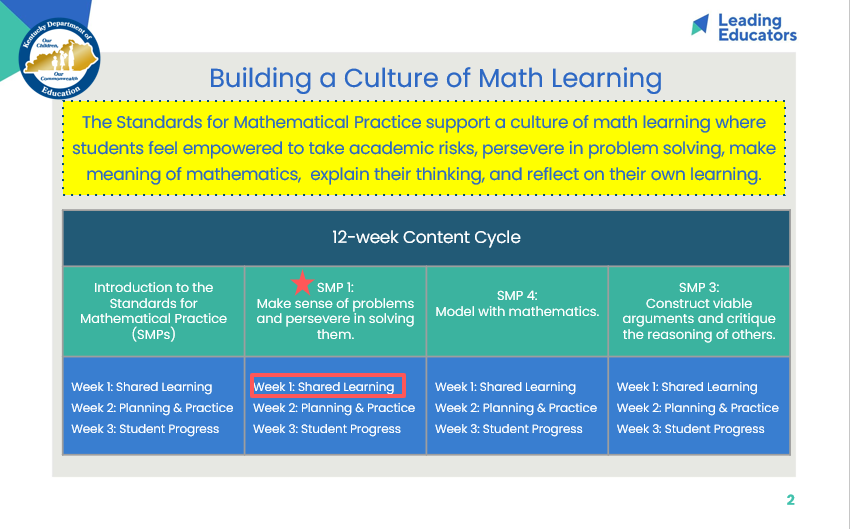 Kentucky Department of
Our
Children,
Our
Commonwealth
Education
Leading
Educators
Building a Culture of Math Learning
The Standards for Mathematical Practice support a culture of math learning where
students feel empowered to take academic risks, persevere in problem solving, make
meaning of mathematics,  explain their thinking, and reflect on their own learning.
12-week Content Cycle
Introduction to the
Standards for
Mathematical Practice
(SMPs)
SMP 1:
Make sense of problems
and persevere in solving
them.
SMP 4:
Model with mathematics.
SMP 3:
Construct viable
arguments and critique
the reasoning of others.
Week 1: Shared Learning
Week 2: Planning & Practice
Week 3: Student Progress
Week 1: Shared Learning
Week 2: Planning & Practice
Week 3: Student Progress
Week 1: Shared Learning
Week 2: Planning & Practice
Week 3: Student Progress
Week 1: Shared Learning
Week 2: Planning & Practice
Week 3: Student Progress
2